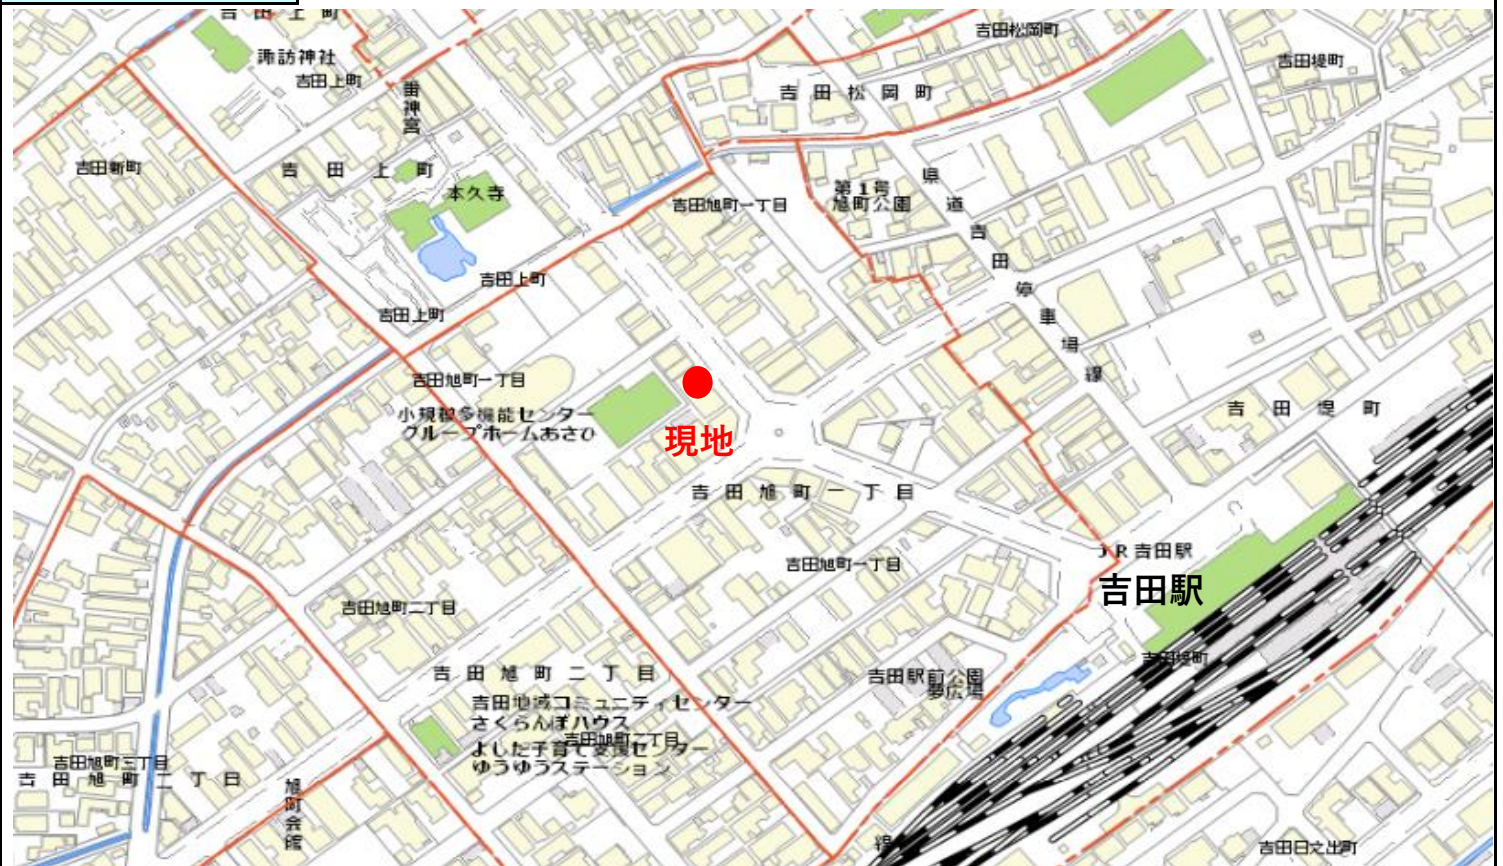 吉田上町
吉田松岡町
諏訪神社
吉田堤町
吉田上町
雷神宮
吉田松岡町
吉田新町
吉田上町
本久寺
第1号
旭町公園
吉田旭町一丁目
県道吉田停車場線
吉田上町
吉田上町
吉田旭町一丁目
小規模多機能センター
グループホームあさひ
現地
吉田堤町
吉田旭町一丁目
JR吉田駅
吉田旭町一丁目
吉田駅
吉田旭町二丁目
吉田堤町
吉田旭町二丁目
吉田駅前公園
夢広場
吉田地域コミュニティセンター
さくらんぼハウス
吉田旭町二丁目
よしだ子育て支援センター
ゆうゆうステーション
吉田旭町三丁目
吉田旭町二丁目
旭町会館
線
吉田日之出町